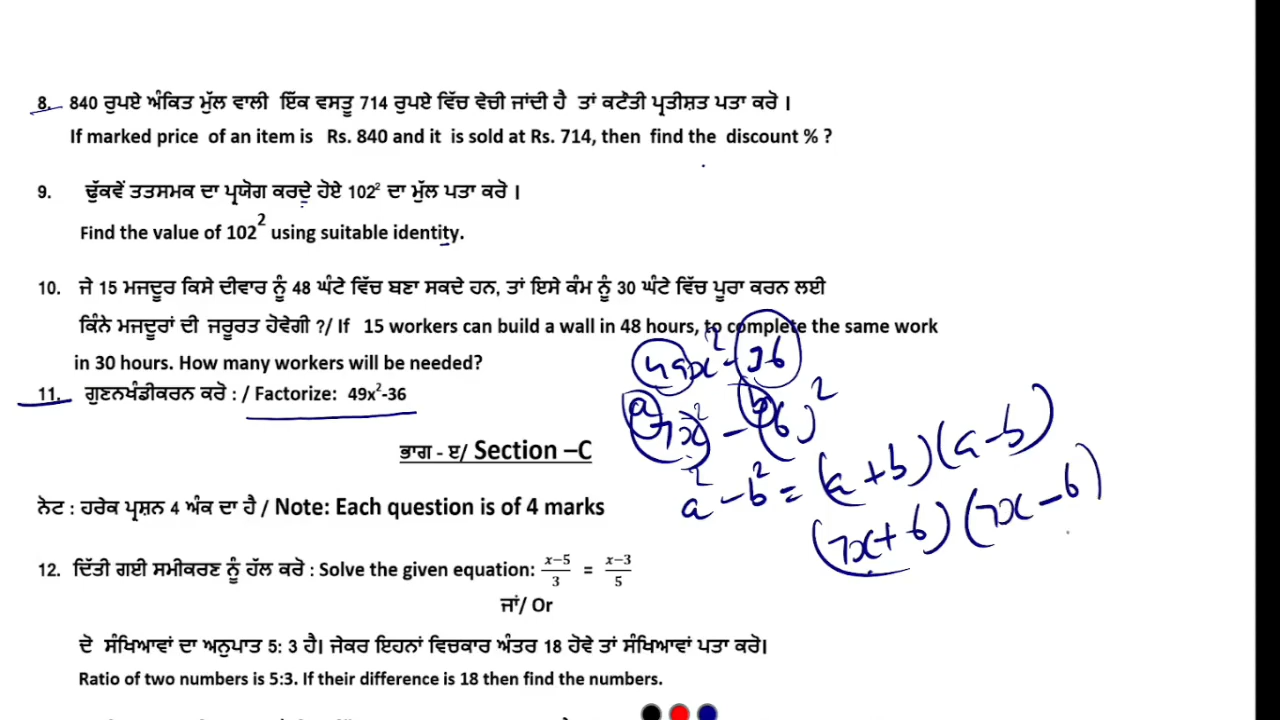 8. 840 ਰੁਪਏ ਅੰਕਿਤ ਮੁੱਲ ਵਾਲੀ ਇੱਕ ਵਸਤੂ 714 ਰੁਪਏ ਵਿੱਚ ਵੇਚੀ ਜਾਂਦੀ ਹੈ ਤਾਂ ਕਟੌਤੀ ਪ੍ਰਤੀਸ਼ਤ ਪਤਾ ਕਰੋ ।
If marked price of an item is Rs. 840 and it is sold at Rs. 714, then find the discount % ?
9. ਢੁੱਕਵੇਂ ਤਤਸਮਕ ਦਾ ਪ੍ਰਯੋਗ ਕਰਦੇ ਹੋਏ 102² ਦਾ ਮੁੱਲ ਪਤਾ ਕਰੋ ।
Find the value of 102² using suitable identity.
10. ਜੇ 15 ਮਜਦੂਰ ਕਿਸੇ ਦੀਵਾਰ ਨੂੰ 48 ਘੰਟੇ ਵਿੱਚ ਬਣਾ ਸਕਦੇ ਹਨ, ਤਾਂ ਇਸੇ ਕੰਮ ਨੂੰ 30 ਘੰਟੇ ਵਿੱਚ ਪੂਰਾ ਕਰਨ ਲਈ
ਕਿੰਨੇ ਮਜਦੂਰਾਂ ਦੀ ਜਰੂਰਤ ਹੋਵੇਗੀ ?/ If 15 workers can build a wall in 48 hours, to complete the same work
in 30 hours. How many workers will be needed?
49x² - 36
11. ਗੁਣਨਖੰਡੀਕਰਨ ਕਰੋ : / Factorize: 49x²-36
a b
(7x)² - (6)²
ਭਾਗ - ੲ/ Section –C
a² - b² = (a+b)(a-b)
ਨੋਟ : ਹਰੇਕ ਪ੍ਰਸ਼ਨ 4 ਅੰਕ ਦਾ ਹੈ / Note: Each question is of 4 marks
(7x+6)(7x-6)
12. ਦਿੱਤੀ ਗਈ ਸਮੀਕਰਣ ਨੂੰ ਹੱਲ ਕਰੋ : Solve the given equation: x−5/3 = x−3/5
ਜਾਂ/ Or
ਦੋ ਸੰਖਿਆਵਾਂ ਦਾ ਅਨੁਪਾਤ 5: 3 ਹੈ। ਜੇਕਰ ਇਹਨਾਂ ਵਿਚਕਾਰ ਅੰਤਰ 18 ਹੋਵੇ ਤਾਂ ਸੰਖਿਆਵਾਂ ਪਤਾ ਕਰੋ।
Ratio of two numbers is 5:3. If their difference is 18 then find the numbers.